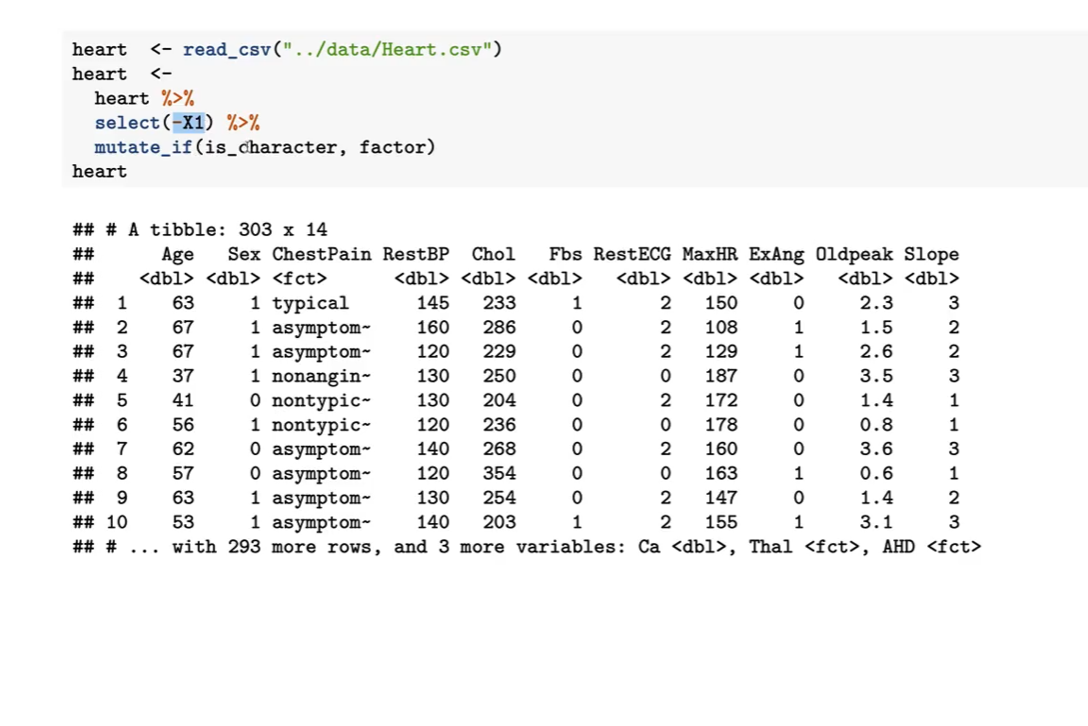 heart  <- read_csv("../data/Heart.csv")
heart  <-
  heart %>%
  select(-X1) %>%
  mutate_if(is_character, factor)
heart
## # A tibble: 303 x 14
##      Age   Sex ChestPain RestBP  Chol   Fbs RestECG MaxHR ExAng Oldpeak Slope
##    <dbl> <dbl> <fct>      <dbl> <dbl> <dbl>   <dbl> <dbl> <dbl>   <dbl> <dbl>
##  1    63     1 typical      145   233     1       2   150     0     2.3     3
##  2    67     1 asymptom~    160   286     0       2   108     1     1.5     2
##  3    67     1 asymptom~    120   229     0       2   129     1     2.6     2
##  4    37     1 nonangin~    130   250     0       0   187     0     3.5     3
##  5    41     0 nontypic~    130   204     0       2   172     0     1.4     1
##  6    56     1 nontypic~    120   236     0       0   178     0     0.8     1
##  7    62     0 asymptom~    140   268     0       2   160     0     3.6     3
##  8    57     0 asymptom~    120   354     0       0   163     1     0.6     1
##  9    63     1 asymptom~    130   254     0       2   147     0     1.4     2
## 10    53     1 asymptom~    140   203     1       2   155     1     3.1     3
## # ... with 293 more rows, and 3 more variables: Ca <dbl>, Thal <fct>, AHD <fct>